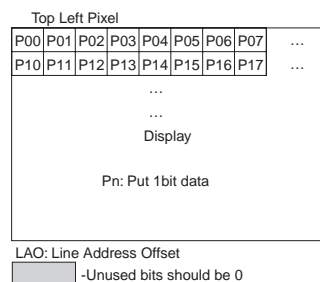 Top Left Pixel
P00 P01 P02 P03 P04 P05 P06 P07 …
P10 P11 P12 P13 P14 P15 P16 P17 …
…
…
Display
Pn: Put 1bit data
LAO: Line Address Offset
-Unused bits should be 0